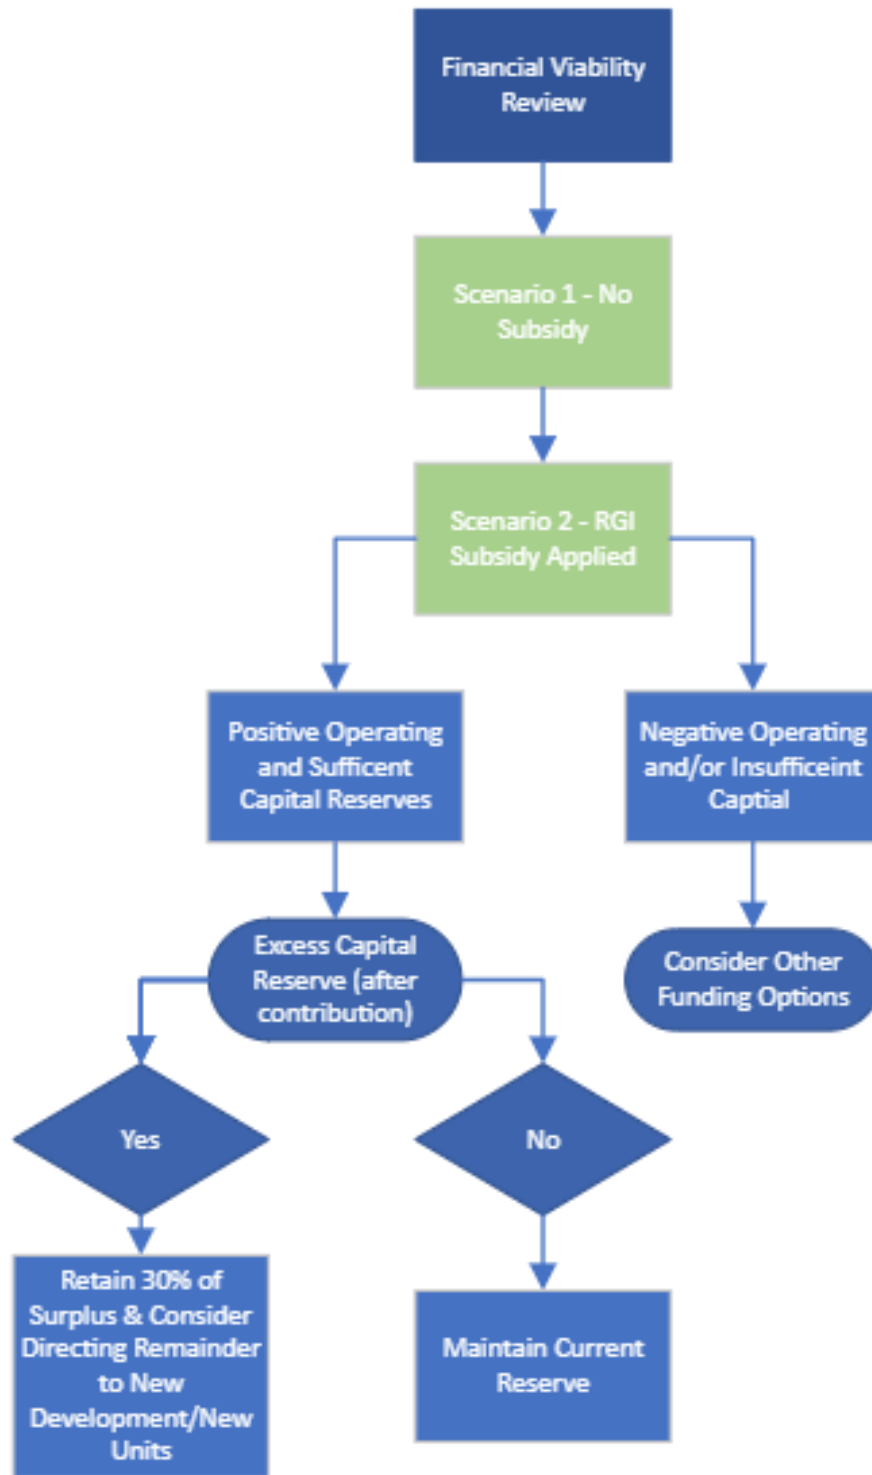 Financial Viability
Review
Scenario 1 - No
Subsidy
Scenario 2 - RGI
Subsidy Applied
Positive Operating
and Sufficent
Capital Reserves
Negative Operating
and/or Insufficeint
Captial
Excess Capital
Reserve (after
contribution)
Consider Other
Funding Options
Yes
No
Retain 30% of
Surplus & Consider
Directing Remainder
to New
Development/New
Units
Maintain Current
Reserve